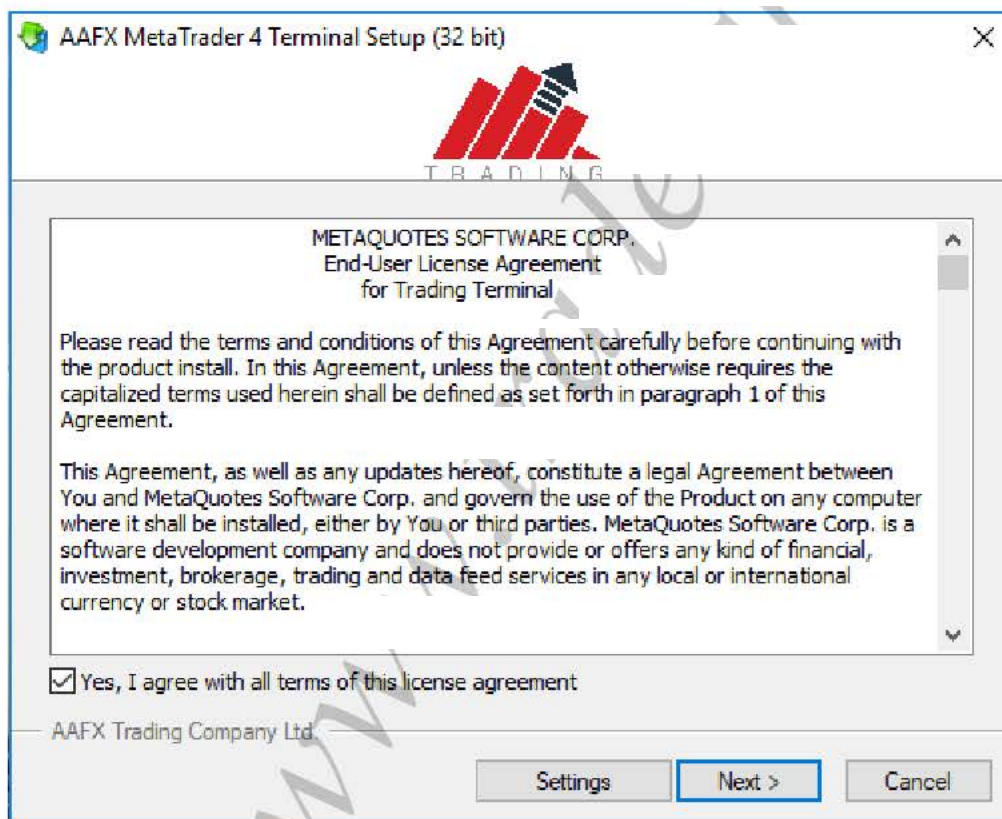 AAFX MetaTrader 4 Terminal Setup (32 bit)
TRADING
METAQUOTES SOFTWARE CORP.
End-User License Agreement
for Trading Terminal
Please read the terms and conditions of this Agreement carefully before continuing with
the product install. In this Agreement, unless the content otherwise requires the
capitalized terms used herein shall be defined as set forth in paragraph 1 of this
Agreement.
This Agreement, as well as any updates hereof, constitute a legal Agreement between
You and MetaQuotes Software Corp. and govern the use of the Product on any computer
where it shall be installed, either by You or third parties. MetaQuotes Software Corp. is a
software development company and does not provide or offers any kind of financial,
investment, brokerage, trading and data feed services in any local or international
currency or stock market.
Yes, I agree with all terms of this license agreement
AAFX Trading Company Ltd.
Settings
Next >
Cancel